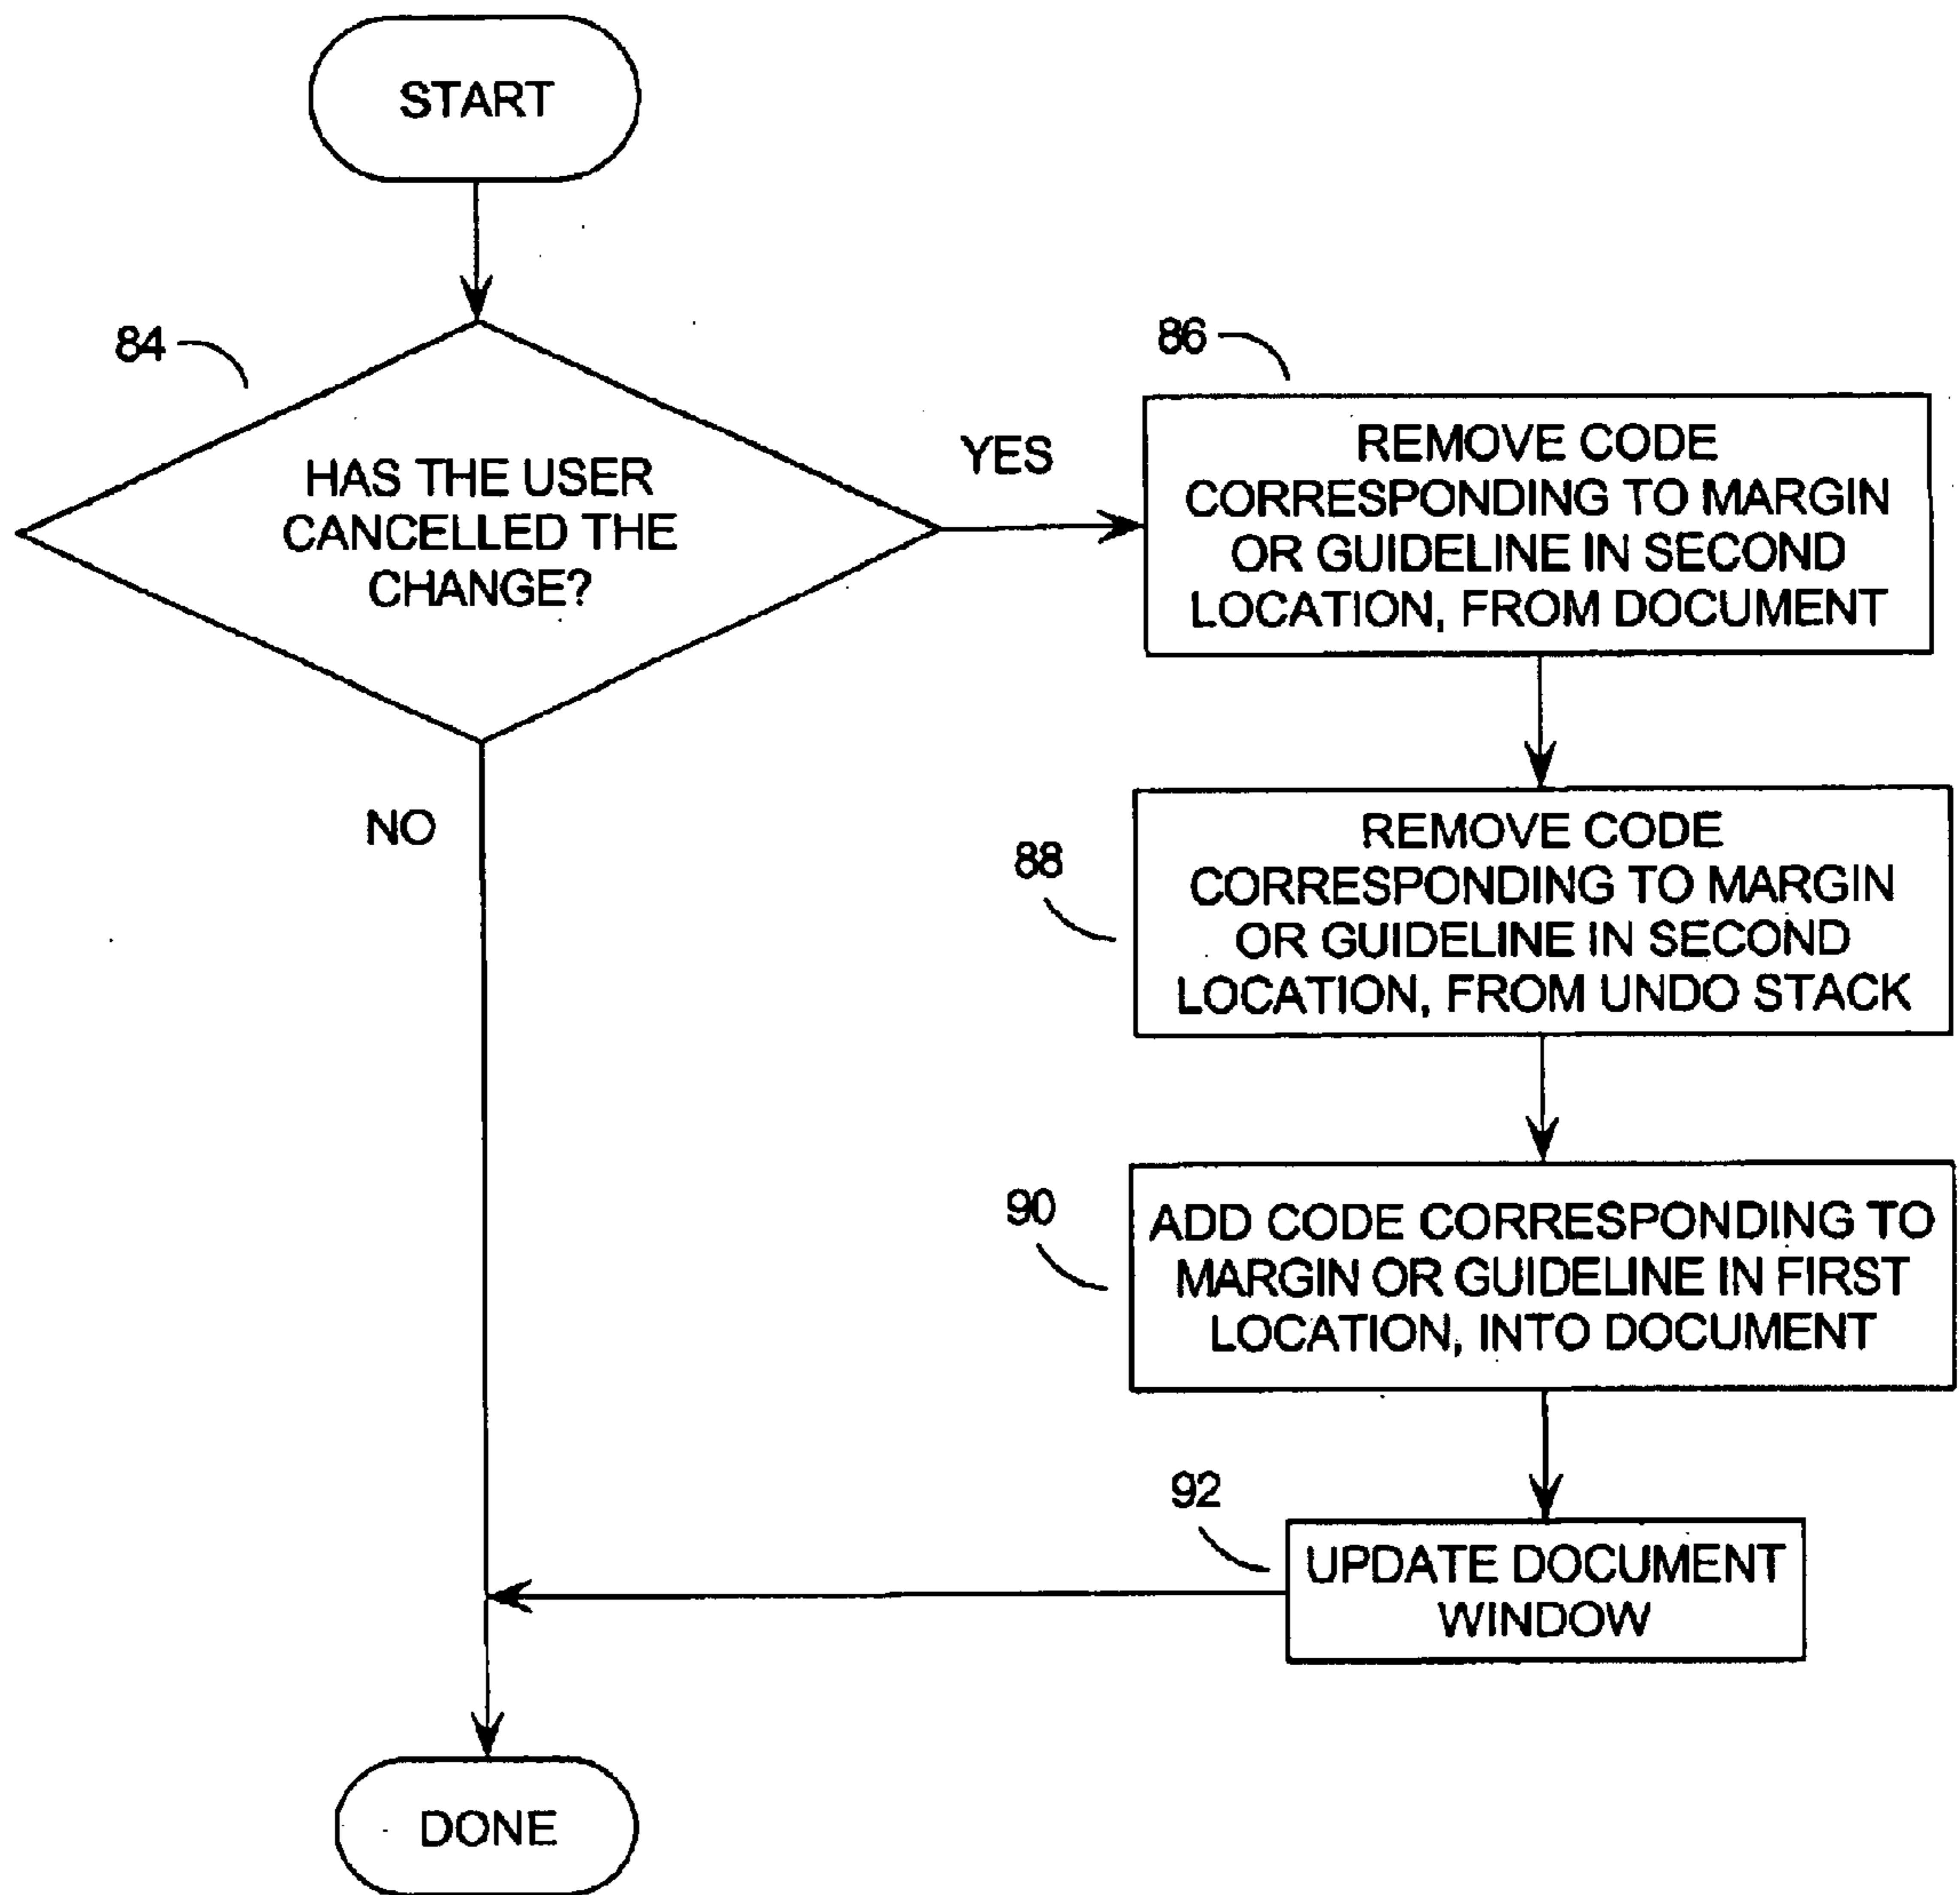 START
84
HAS THE USER
CANCELLED THE
CHANGE?
YES
NO
86
REMOVE CODE
CORRESPONDING TO MARGIN
OR GUIDELINE IN SECOND
LOCATION, FROM DOCUMENT
88
REMOVE CODE
CORRESPONDING TO MARGIN
OR GUIDELINE IN SECOND
LOCATION, FROM UNDO STACK
90
ADD CODE CORRESPONDING TO
MARGIN OR GUIDELINE IN FIRST
LOCATION, INTO DOCUMENT
92
UPDATE DOCUMENT
WINDOW
DONE